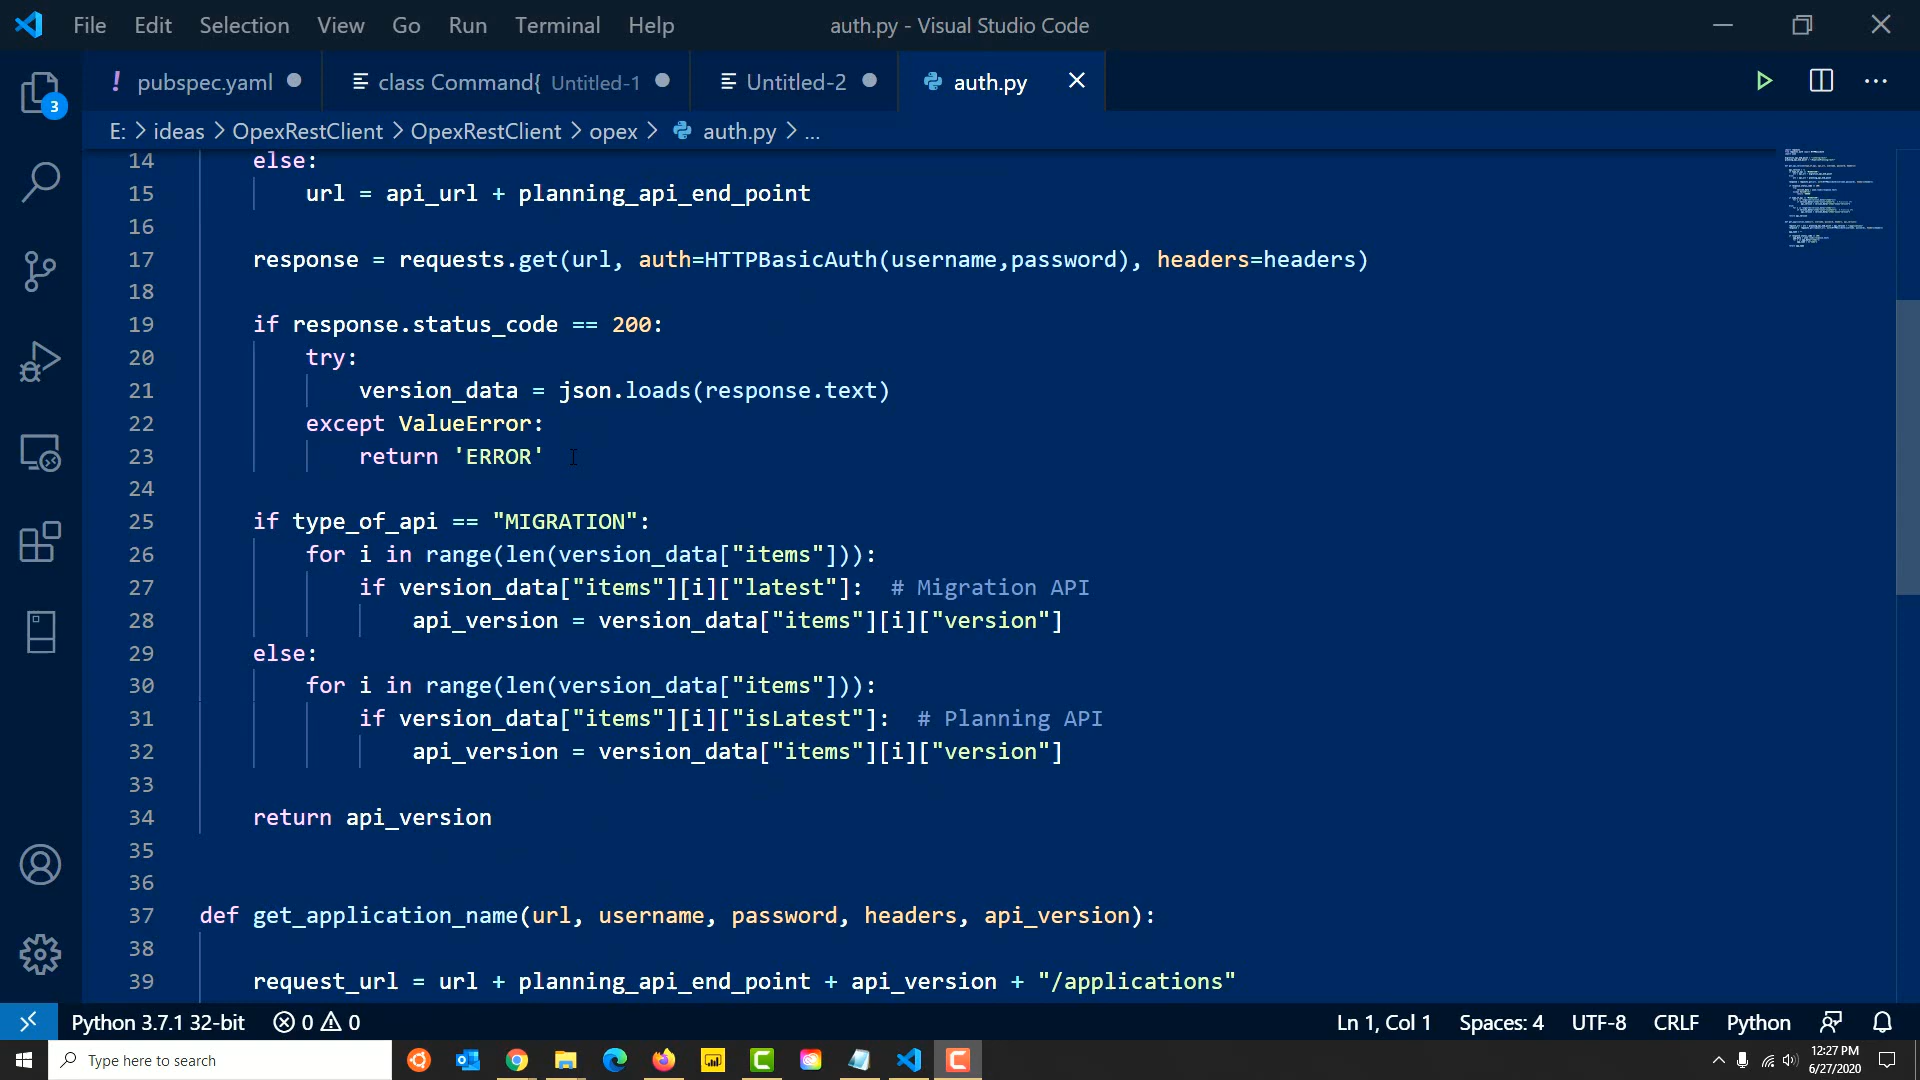 File Edit Selection View Go Run Terminal Help auth.py - Visual Studio Code
! pubspec.yaml class Command{ Untitled-1 Untitled-2 auth.py
3
E: > ideas > OpexRestClient > OpexRestClient > opex > auth.py > ...
14 else:
15 url = api_url + planning_api_end_point
16
17 response = requests.get(url, auth=HTTPBasicAuth(username,password), headers=headers)
18
19 if response.status_code == 200:
20 try:
21 version_data = json.loads(response.text)
22 except ValueError:
23 return 'ERROR'
24
25 if type_of_api == "MIGRATION":
26 for i in range(len(version_data["items"])):
27 if version_data["items"][i]["latest"]:  # Migration API
28 api_version = version_data["items"][i]["version"]
29 else:
30 for i in range(len(version_data["items"])):
31 if version_data["items"][i]["isLatest"]:  # Planning API
32 api_version = version_data["items"][i]["version"]
33
34 return api_version
35
36
37 def get_application_name(url, username, password, headers, api_version):
38
39 request_url = url + planning_api_end_point + api_version + "/applications"
Python 3.7.1 32-bit 0 0 Ln 1, Col 1 Spaces: 4 UTF-8 CRLF Python
Type here to search
12:27 PM
6/27/2020